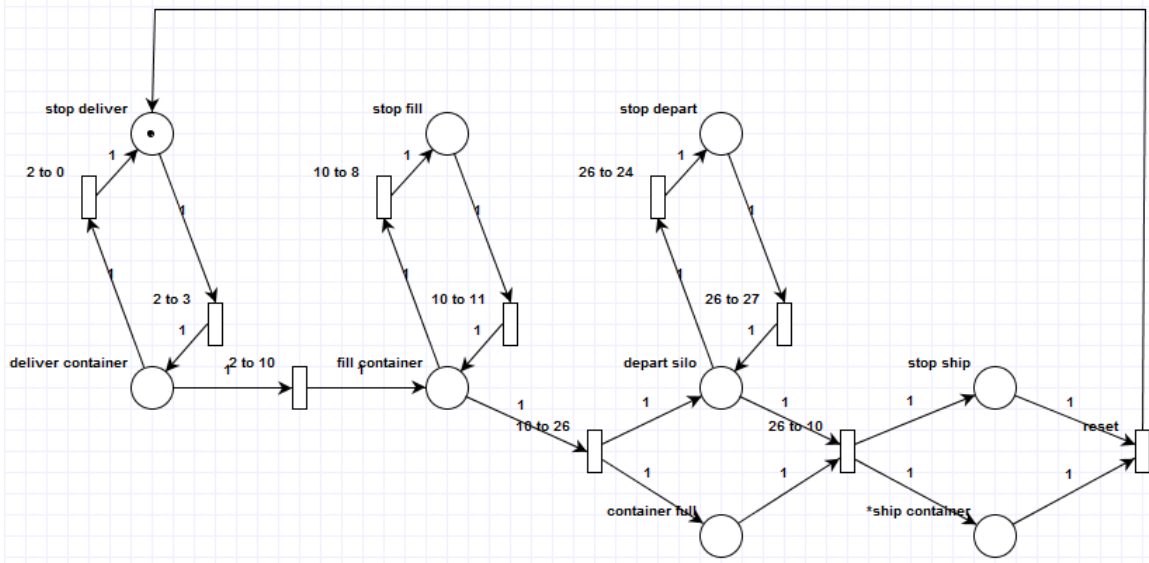 stop deliver
stop fill
stop depart
1
1
1
2 to 0
10 to 8
26 to 24
1
1
1
1
1
1
2 to 3
10 to 11
26 to 27
1
1
1
deliver container
2 to 10
fill container
depart silo
stop ship
1
1
1
1
1
1
1
10 to 26
26 to 10
reset
1
1
1
1
container full
*ship container